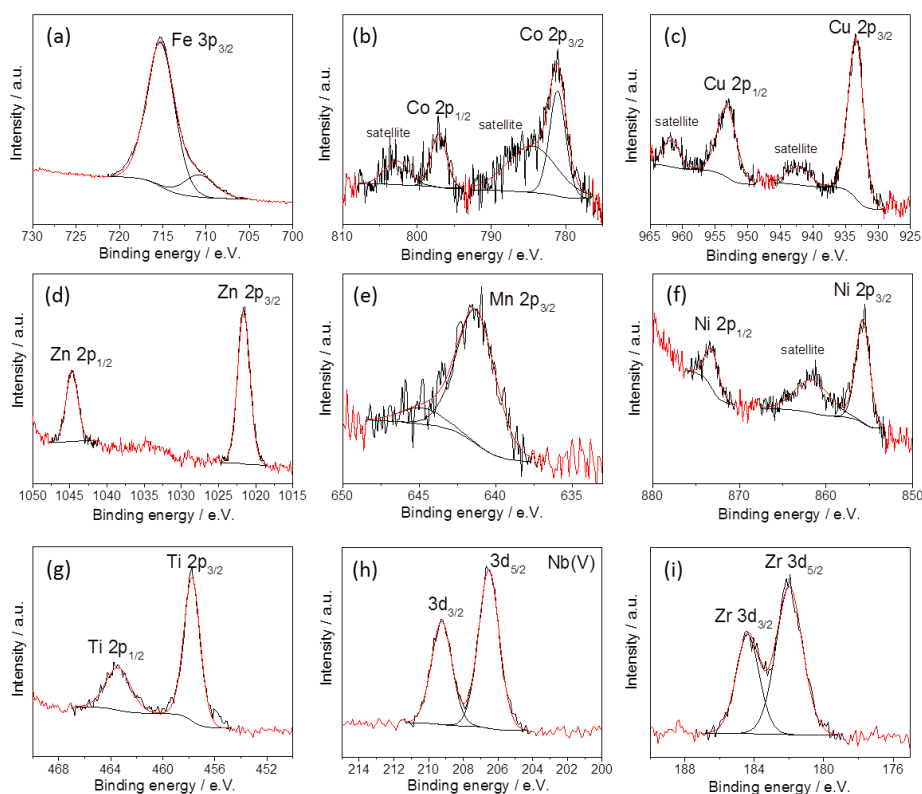 (a)
Fe 3p3/2
Intensity / a.u.
730 725 720 715 710 705 700
Binding energy / e.V.
(b)
Co 2p3/2
Co 2p1/2
satellite
satellite
Intensity / a.u.
810 800 790 780
Binding energy / e.V.
(c)
Cu 2p3/2
Cu 2p1/2
satellite
satellite
Intensity / a.u.
965 960 955 950 945 940 935 930 925
Binding energy / e.V.
(d)
Zn 2p3/2
Zn 2p1/2
Intensity / a.u.
1050 1045 1040 1035 1030 1025 1020 1015
Binding energy / e.V.
(e)
Mn 2p3/2
Intensity / a.u.
650 645 640 635
Binding energy / e.V.
(f)
Ni 2p3/2
Ni 2p1/2
satellite
Intensity / a.u.
880 870 860 850
Binding energy / e.V.
(g)
Ti 2p3/2
Ti 2p1/2
Intensity / a.u.
468 464 460 456 452
Binding energy / e.V.
(h)
3d5/2
Nb(V)
3d3/2
Intensity / a.u.
214 212 210 208 206 204 202 200
Binding energy / e.V.
(i)
Zr 3d5/2
Zr 3d3/2
Intensity / a.u.
188 184 180 176
Binding energy / e.V.